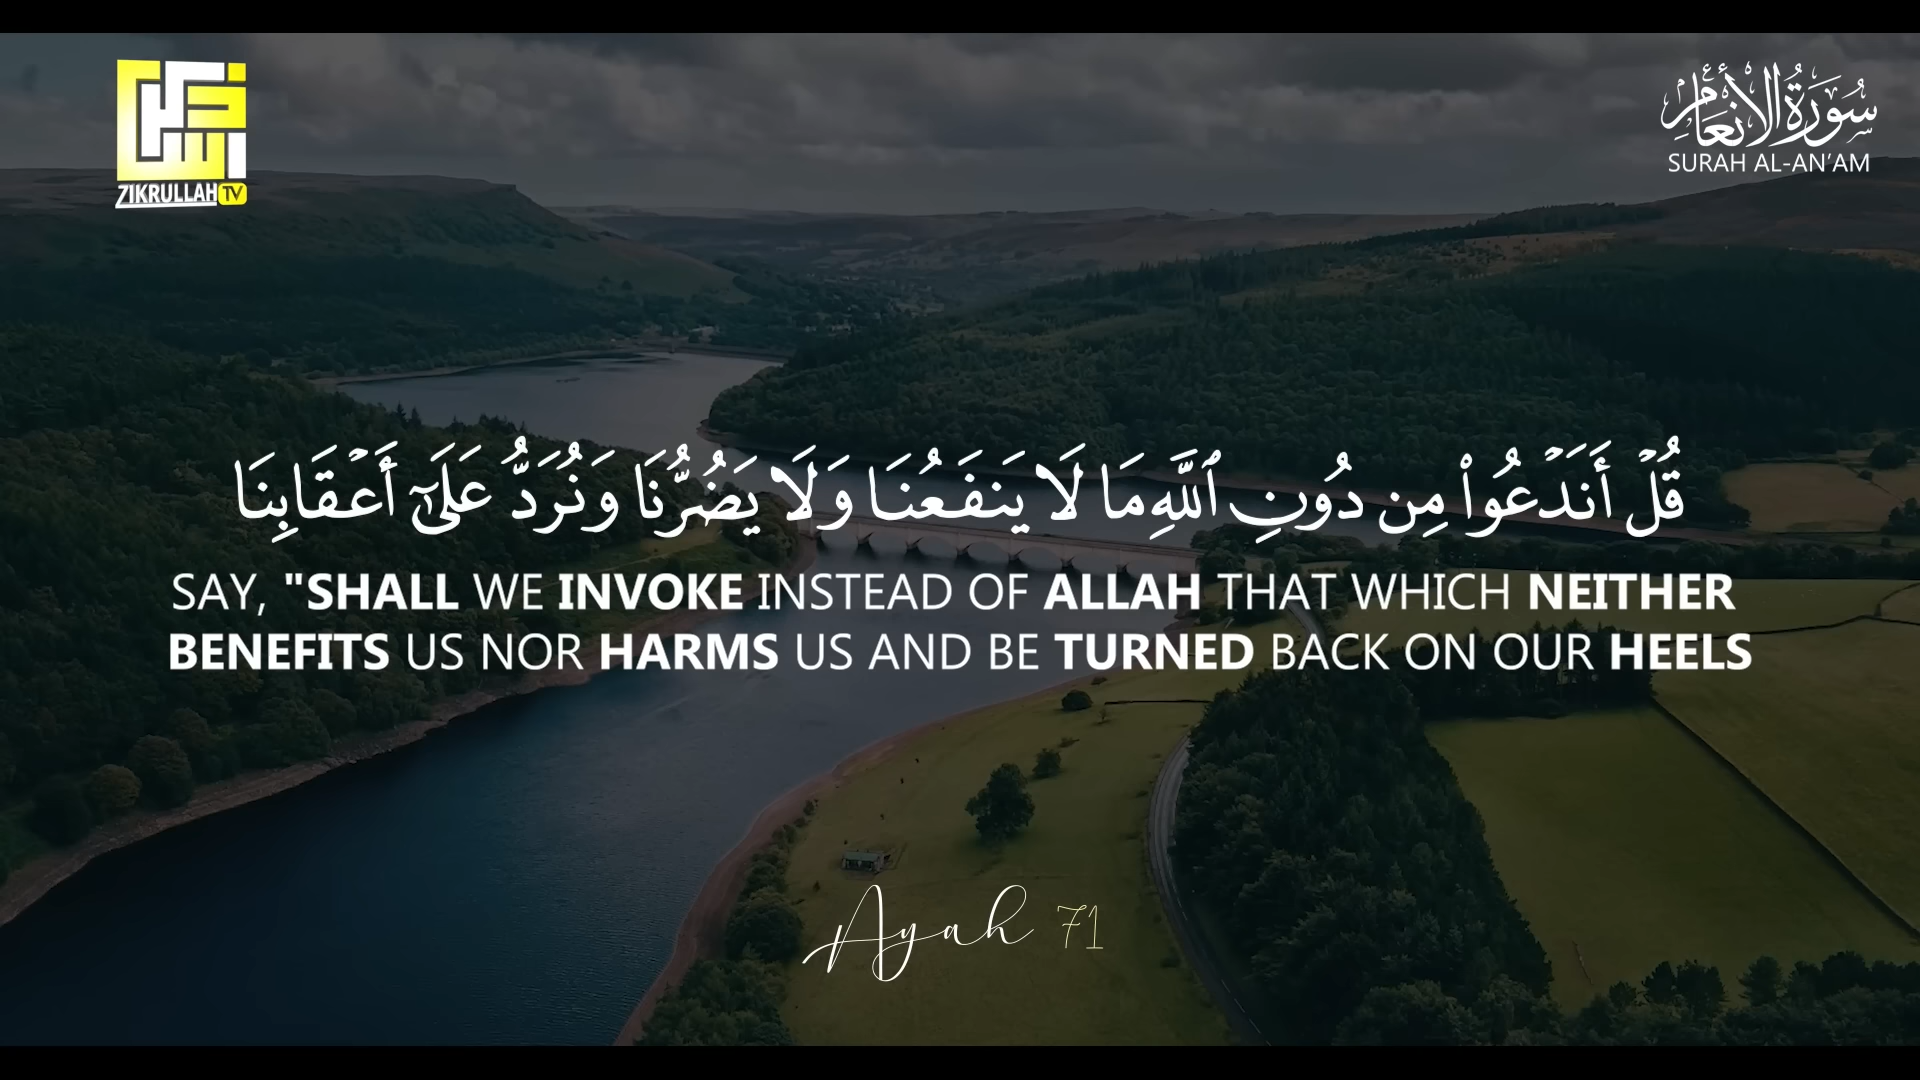 ذكر الله
ZIKRULLAH TV
سُورَةُ الأَنْعَامِ
SURAH AL-AN'AM
قُلْ أَنَدْعُوا۟ مِن دُونِ ٱللَّهِ مَا لَا يَنفَعُنَا وَلَا يَضُرُّنَا وَنُرَدُّ عَلَىٰٓ أَعْقَابِنَا
SAY, "SHALL WE INVOKE INSTEAD OF ALLAH THAT WHICH NEITHER
BENEFITS US NOR HARMS US AND BE TURNED BACK ON OUR HEELS
Ayah 71